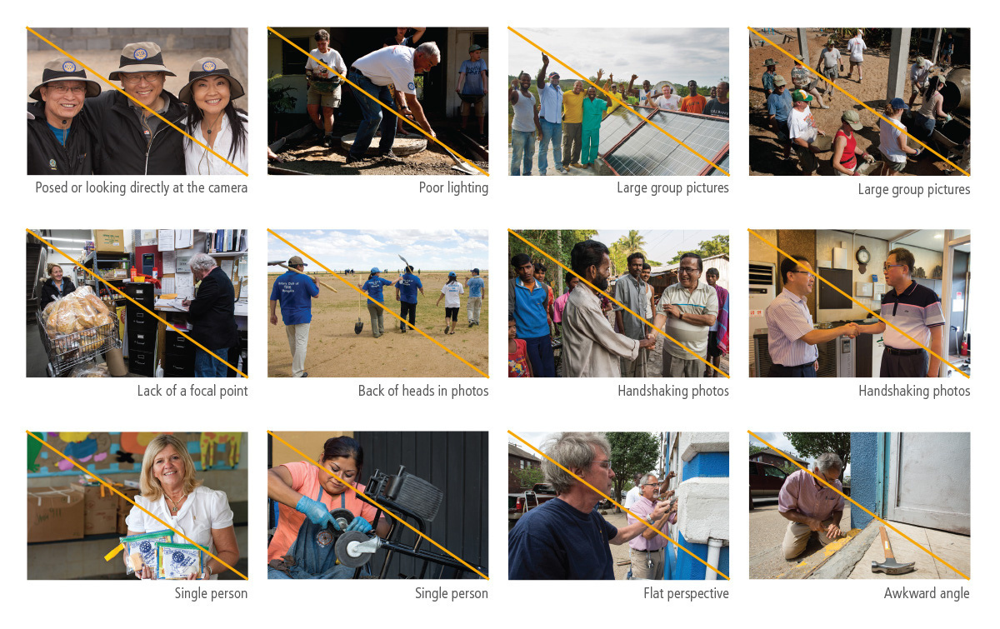 Posed or looking directly at the camera
Poor lighting
Large group pictures
Large group pictures
Lack of a focal point
Back of heads in photos
Handshaking photos
Handshaking photos
Single person
Single person
Flat perspective
Awkward angle